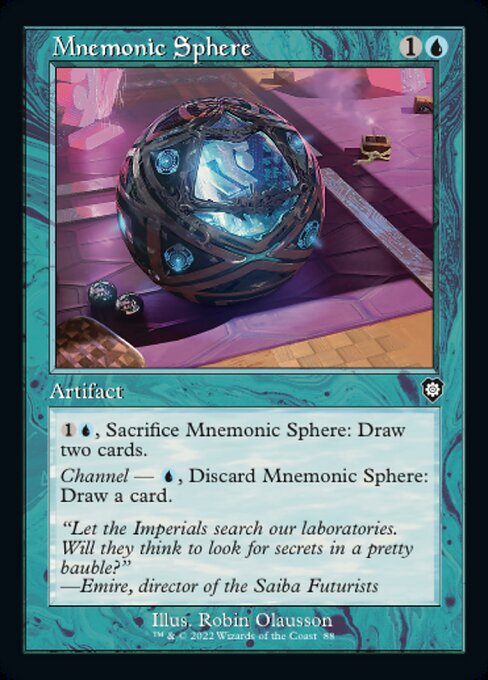 Mnemonic Sphere 1
Artifact
1, Sacrifice Mnemonic Sphere: Draw
two cards.
Channel — , Discard Mnemonic Sphere:
Draw a card.
“Let the Imperials search our laboratories.
Will they think to look for secrets in a pretty
bauble?”
—Emire, director of the Saiba Futurists
Illus. Robin Olausson
™ & © 2022 Wizards of the Coast 88